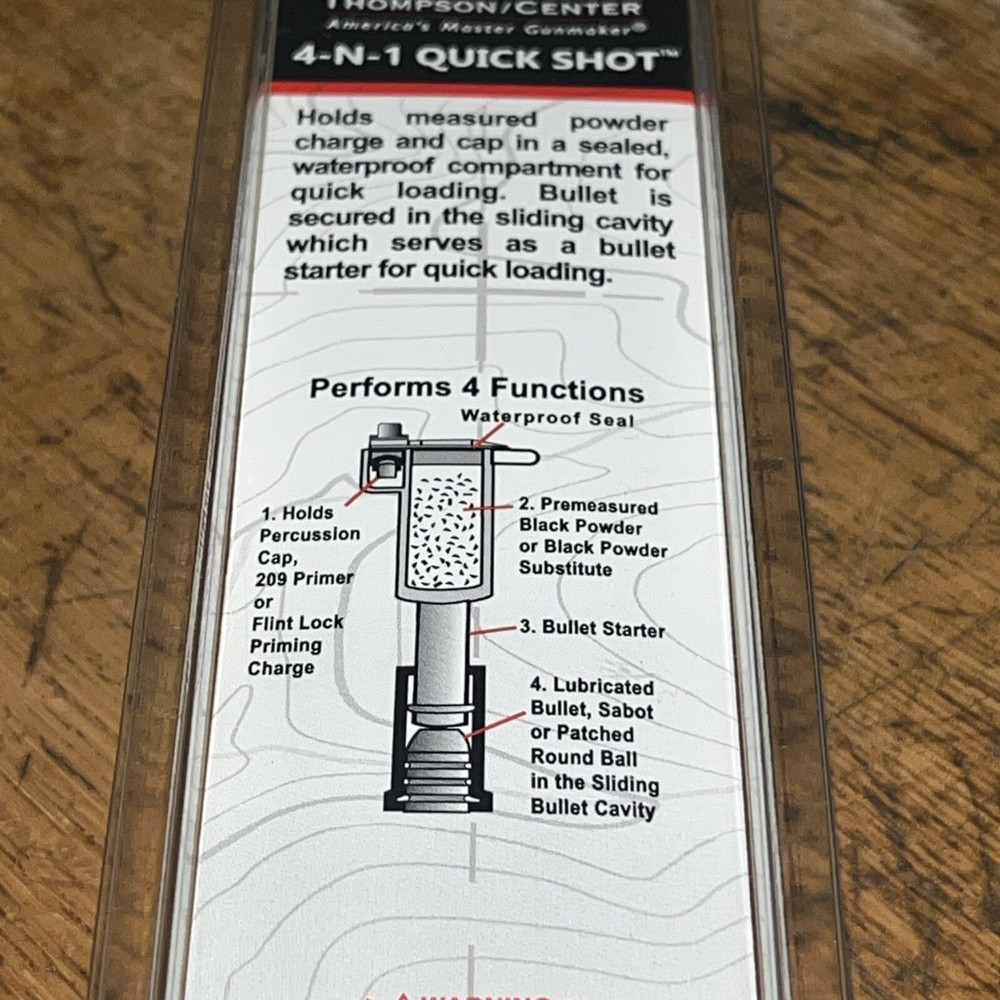 THOMPSON/CENTER
America's Master Gunmaker®
4-N-1 QUICK SHOT™
Holds measured powder
charge and cap in a sealed,
waterproof compartment for
quick loading. Bullet is
secured in the sliding cavity
which serves as a bullet
starter for quick loading.
Performs 4 Functions
Waterproof Seal
1. Holds
Percussion
Cap,
209 Primer
or
Flint Lock
Priming
Charge
2. Premeasured
Black Powder
or Black Powder
Substitute
3. Bullet Starter
4. Lubricated
Bullet, Sabot
or Patched
Round Ball
in the Sliding
Bullet Cavity
WARNING